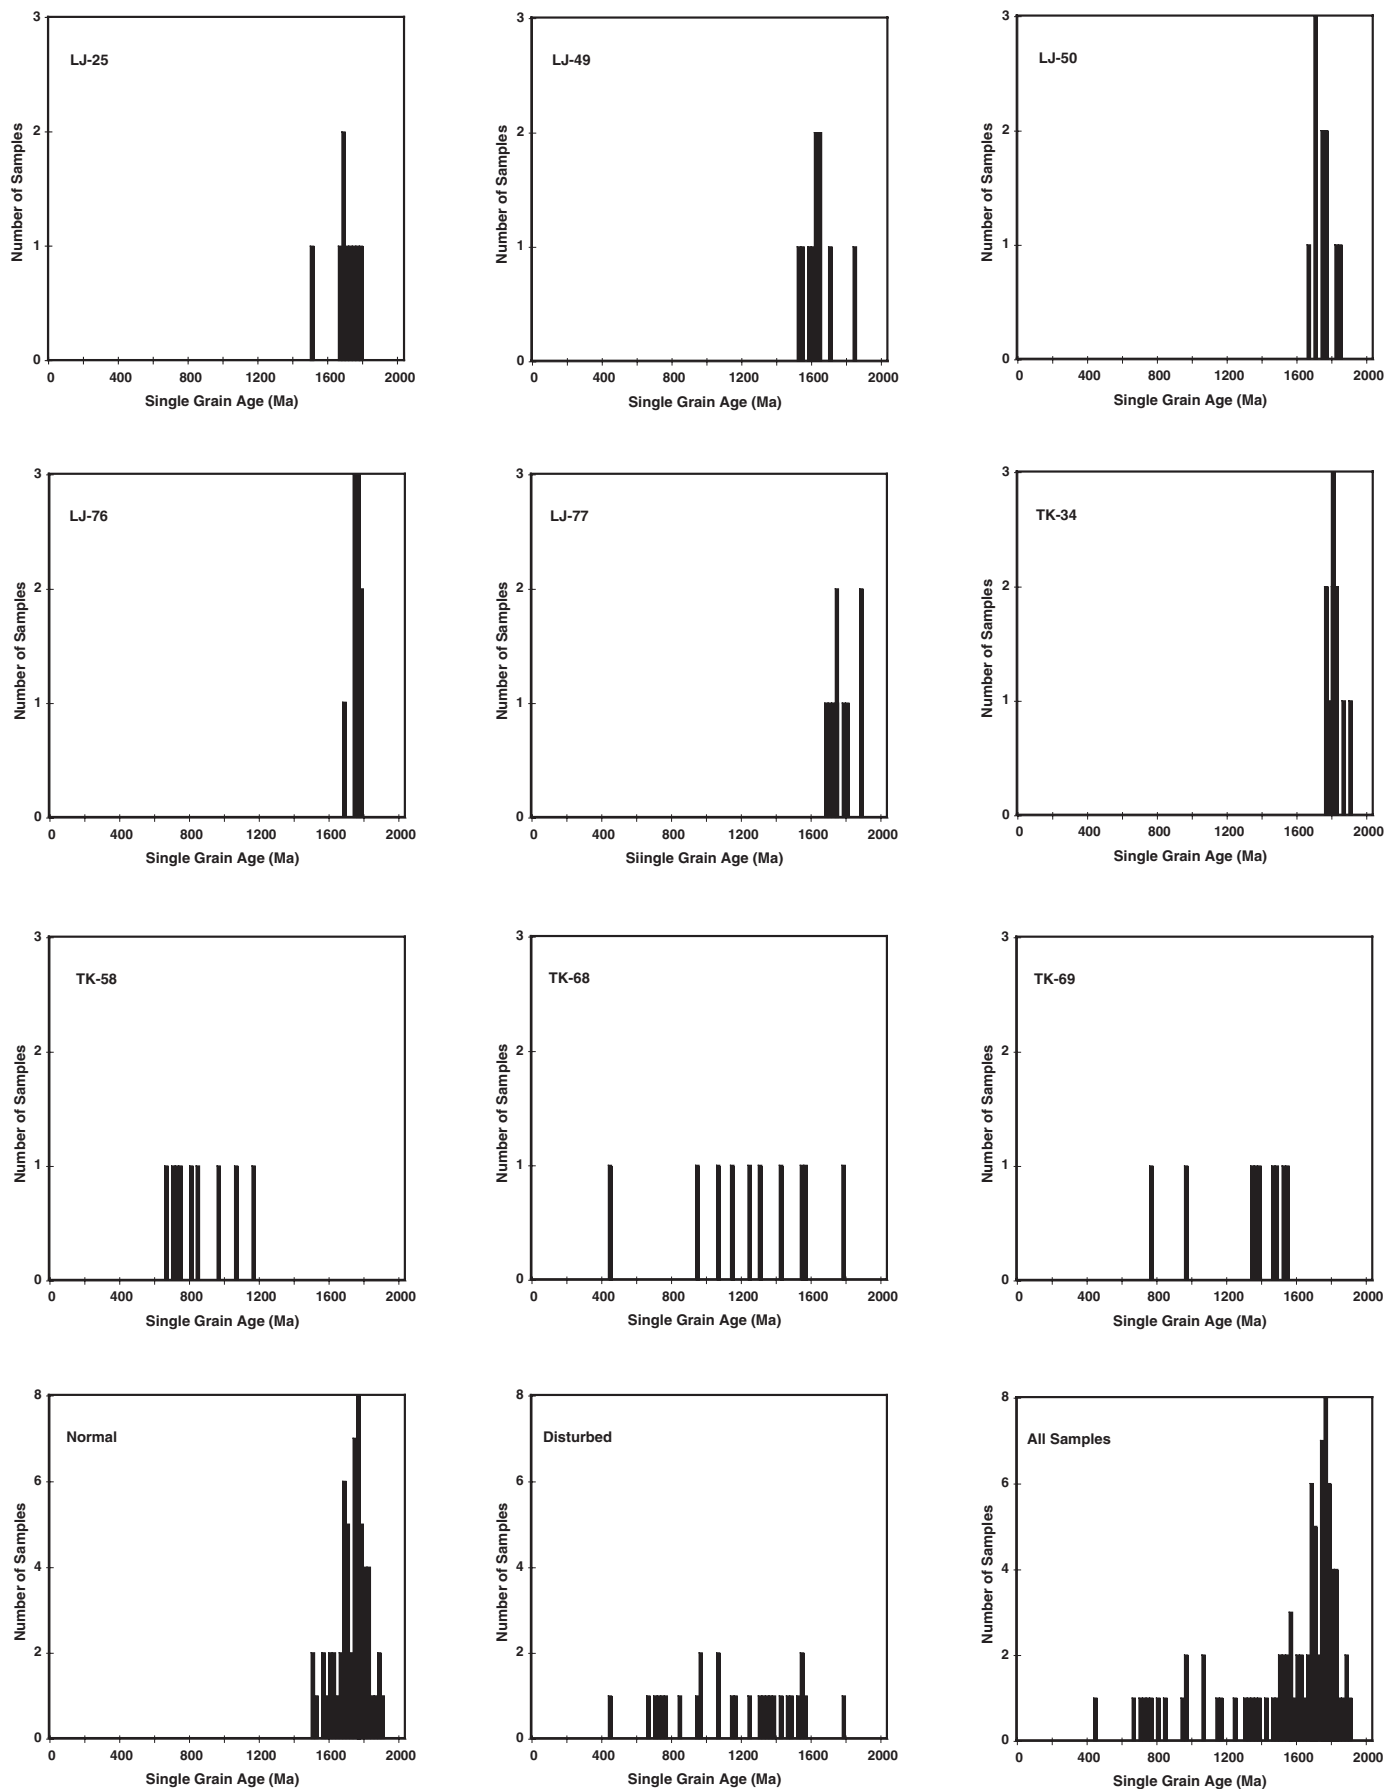 3
LJ-25
2
1
0
Number of Samples
0 400 800 1200 1600 2000
Single Grain Age (Ma)
3
LJ-49
2
1
0
Number of Samples
0 400 800 1200 1600 2000
Single Grain Age (Ma)
3
LJ-50
2
1
0
Number of Samples
0 400 800 1200 1600 2000
Single Grain Age (Ma)
3
LJ-76
2
1
0
Number of Samples
0 400 800 1200 1600 2000
Single Grain Age (Ma)
3
LJ-77
2
1
0
Number of Samples
0 400 800 1200 1600 2000
Siingle Grain Age (Ma)
3
TK-34
2
1
0
Number of Samples
0 400 800 1200 1600 2000
Single Grain Age (Ma)
3
TK-58
2
1
0
Number of Samples
0 400 800 1200 1600 2000
Single Grain Age (Ma)
3
TK-68
2
1
0
Number of Samples
0 400 800 1200 1600 2000
Siingle Grain Age (Ma)
3
TK-69
2
1
0
Number of Samples
0 400 800 1200 1600 2000
Single Grain Age (Ma)
8
Normal
6
4
2
0
Number of Samples
0 400 800 1200 1600 2000
Single Grain Age (Ma)
8
Disturbed
6
4
2
0
Number of Samples
0 400 800 1200 1600 2000
Single Grain Age (Ma)
8
All Samples
6
4
2
0
Number of Samples
0 400 800 1200 1600 2000
Single Grain Age (Ma)